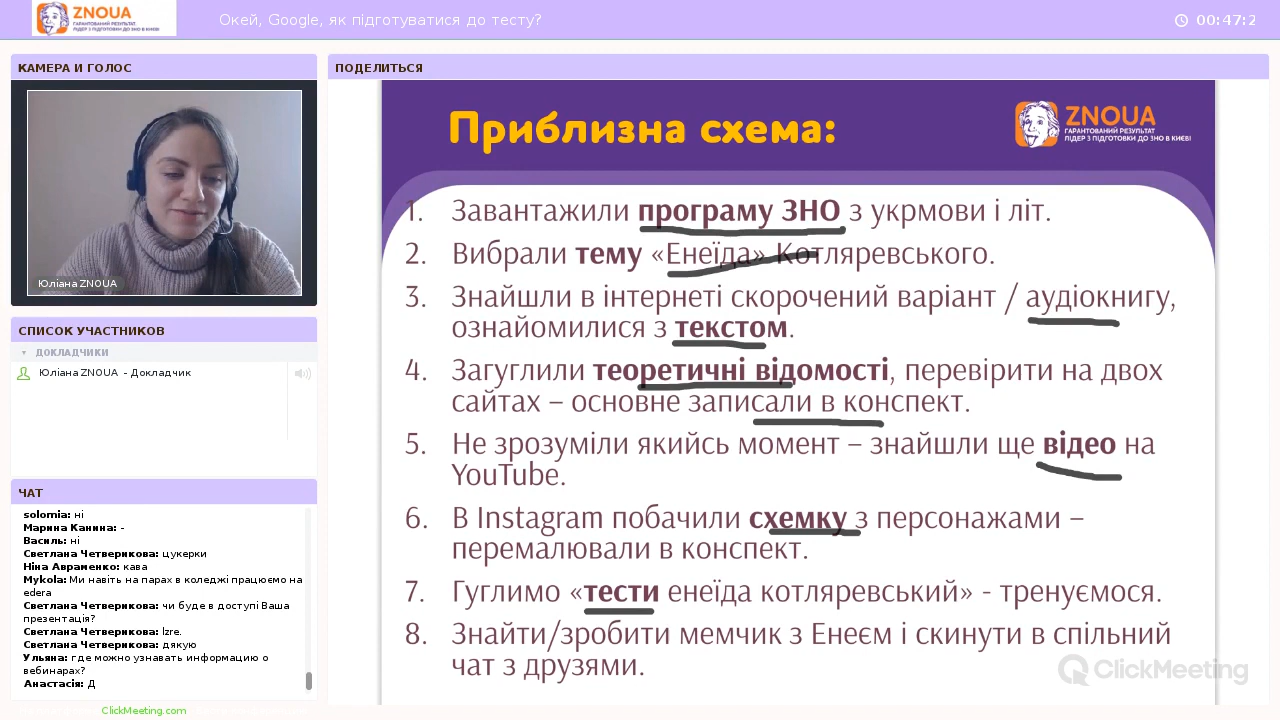 ZNOUA
ГАРАНТОВАНИЙ РЕЗУЛЬТАТ
ЛІДЕР З ПІДГОТОВКИ ДО ЗНО В КИЄВІ
Окей, Google, як підготуватися до тесту?
00:47:2
КАМЕРА И ГОЛОС
Юліана ZNOUA
СПИСОК УЧАСТНИКОВ
ДОКЛАДЧИКИ
Юліана ZNOUA - Докладчик
ЧАТ
solomia: ні
Марина Канина: -
Василь: ні
Светлана Четверикова: цукерки
Ніна Авраменко: кава
Mykola: Ми навіть на парах в коледжі працюємо на
edera
Светлана Четверикова: чи буде в доступі Ваша
презентація?
Светлана Четверикова: Izre.
Светлана Четверикова: дякую
Ульяна: где можно узнавать информацию о
вебинарах?
Анастасія: Д
ClickMeeting.com
ПОДЕЛИТЬСЯ
Приблизна схема:
ZNOUA
ГАРАНТОВАНИЙ РЕЗУЛЬТАТ
ЛІДЕР З ПІДГОТОВКИ ДО ЗНО В КИЄВІ
1. Завантажили програму ЗНО з укрмови і літ.
2. Вибрали тему «Енеїда» Котляревського.
3. Знайшли в інтернеті скорочений варіант / аудіокнигу,
ознайомилися з текстом.
4. Загуглили теоретичні відомості, перевірити на двох
сайтах – основне записали в конспект.
5. Не зрозуміли якийсь момент – знайшли ще відео на
YouTube.
6. В Instagram побачили схемку з персонажами –
перемалювали в конспект.
7. Гуглимо «тести енеїда котляревський» - тренуємося.
8. Знайти/зробити мемчик з Енеєм і скинути в спільний
чат з друзями.
ClickMeeting